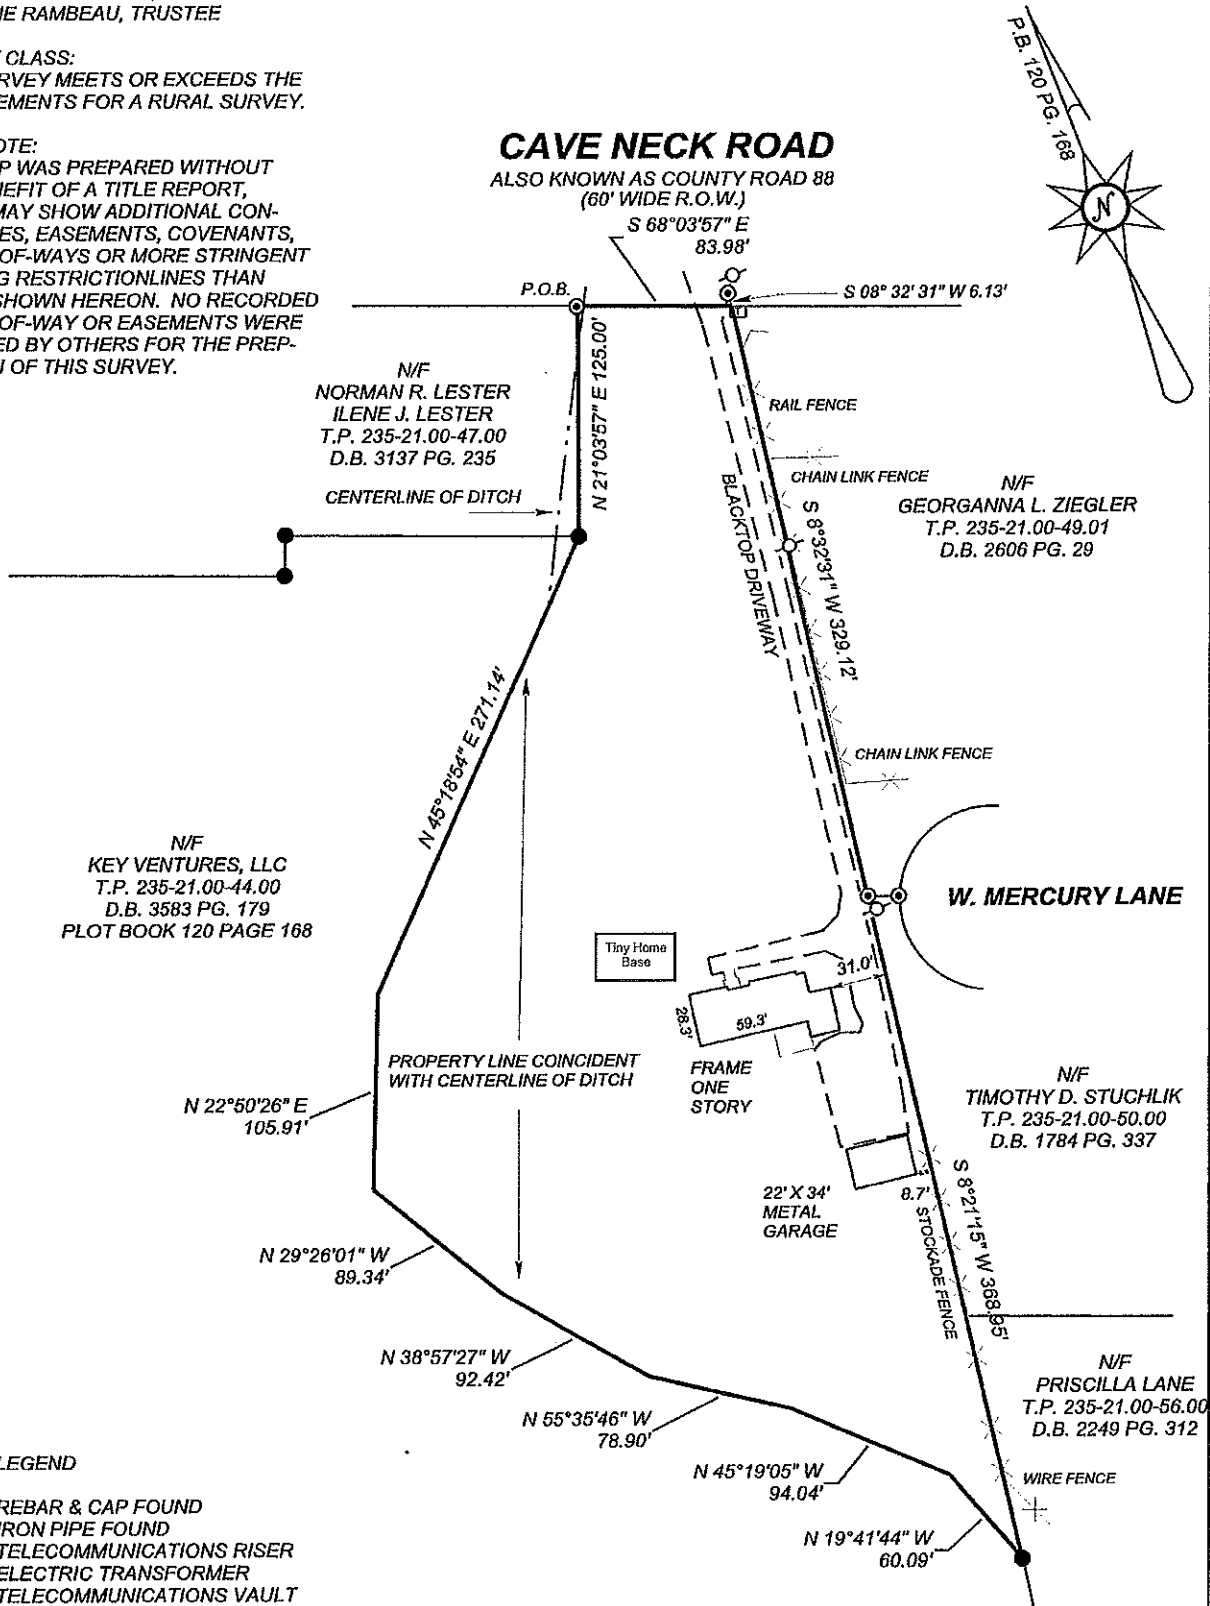 NE RAMBEAU, TRUSTEE
CLASS:
RVEY MEETS OR EXCEEDS THE
EMENTS FOR A RURAL SURVEY.
OTE:
P WAS PREPARED WITHOUT
NEFIT OF A TITLE REPORT,
MAY SHOW ADDITIONAL CON-
ES, EASEMENTS, COVENANTS,
OF-WAYS OR MORE STRINGENT
G RESTRICTIONLINES THAN
SHOWN HEREON. NO RECORDED
OF-WAY OR EASEMENTS WERE
ED BY OTHERS FOR THE PREP-
N OF THIS SURVEY.
P.B. 120 PG. 168
N
CAVE NECK ROAD
ALSO KNOWN AS COUNTY ROAD 88
(60' WIDE R.O.W.)
S 68°03'57" E
83.98'
P.O.B.
S 08° 32' 31" W 6.13'
T
N/F
NORMAN R. LESTER
ILENE J. LESTER
T.P. 235-21.00-47.00
D.B. 3137 PG. 235
N 21°03'57" E 125.00'
RAIL FENCE
CHAIN LINK FENCE
N/F
GEORGANNA L. ZIEGLER
T.P. 235-21.00-49.01
D.B. 2606 PG. 29
CENTERLINE OF DITCH
BLACKTOP DRIVEWAY
S 8°32'31" W 329.12'
N 45°18'54" E 271.14'
CHAIN LINK FENCE
N/F
KEY VENTURES, LLC
T.P. 235-21.00-44.00
D.B. 3583 PG. 179
PLOT BOOK 120 PAGE 168
W. MERCURY LANE
Tiny Home
Base
31.0'
28.3'
59.3'
PROPERTY LINE COINCIDENT
WITH CENTERLINE OF DITCH
FRAME
ONE
STORY
N/F
TIMOTHY D. STUCHLIK
T.P. 235-21.00-50.00
D.B. 1784 PG. 337
N 22°50'26" E
105.91'
22' X 34'
METAL
GARAGE
8.7'
STOCKADE FENCE
S 8°21'15" W 368.95'
N 29°26'01" W
89.34'
N 38°57'27" W
92.42'
N/F
PRISCILLA LANE
T.P. 235-21.00-56.00
D.B. 2249 PG. 312
N 55°35'46" W
78.90'
N 45°19'05" W
94.04'
WIRE FENCE
N 19°41'44" W
60.09'
LEGEND
REBAR & CAP FOUND
IRON PIPE FOUND
TELECOMMUNICATIONS RISER
ELECTRIC TRANSFORMER
TELECOMMUNICATIONS VAULT